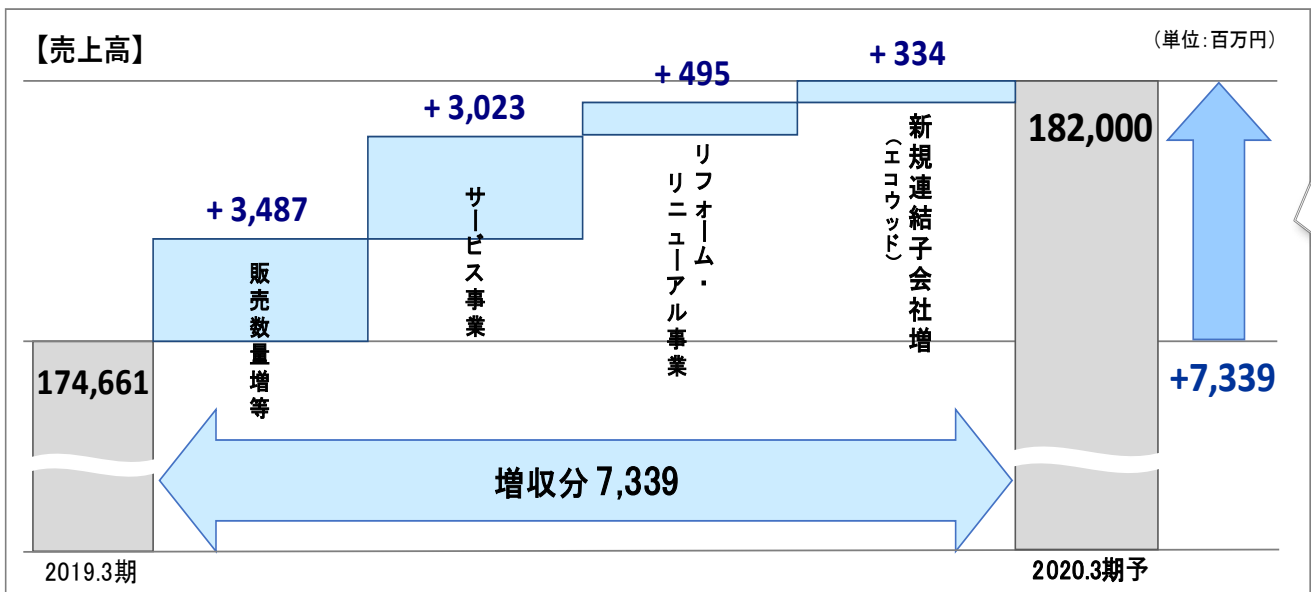 【売上高】
（単位：百万円）
+ 334
+ 495
+ 3,023
+ 3,487
182,000
174,661
+7,339
販売数量増等
サービス事業
リフォーム・
リニューアル事業
新規連結子会社増
（エコウッド）
増収分 7,339
2019.3期
2020.3期予